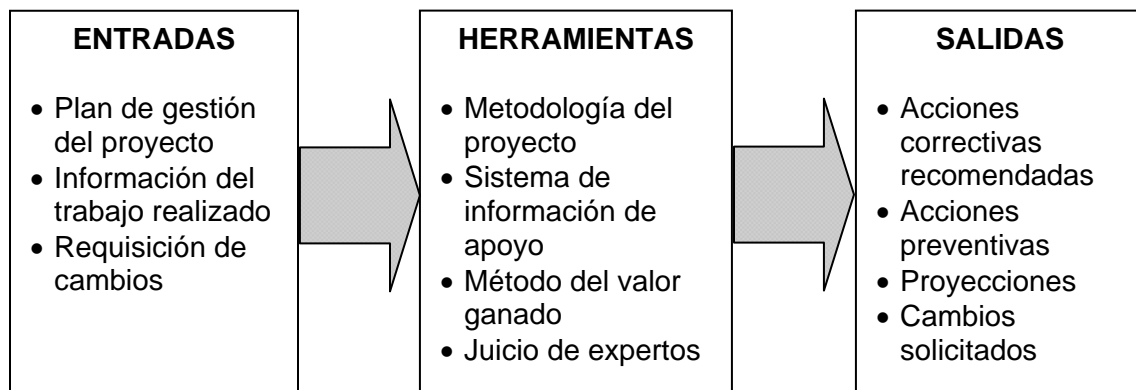 ENTRADAS
• Plan de gestión
del proyecto
• Información del
trabajo realizado
• Requisición de
cambios
HERRAMIENTAS
• Metodología del
proyecto
• Sistema de
información de
apoyo
• Método del valor
ganado
• Juicio de expertos
SALIDAS
• Acciones
correctivas
recomendadas
• Acciones
preventivas
• Proyecciones
• Cambios
solicitados